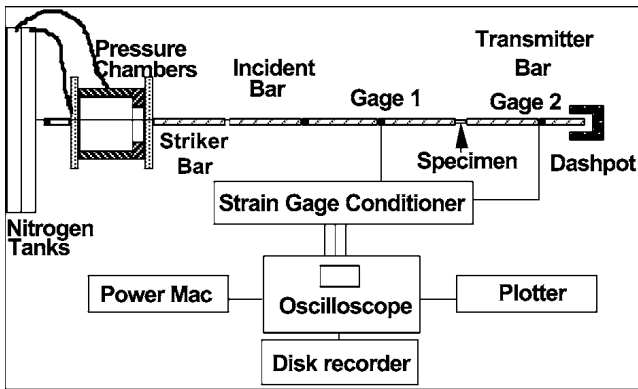 Pressure
Chambers
Incident
Bar
Transmitter
Bar
Gage 1
Gage 2
Striker
Bar
Specimen
Dashpot
Nitrogen
Tanks
Strain Gage Conditioner
Power Mac
Oscilloscope
Plotter
Disk recorder